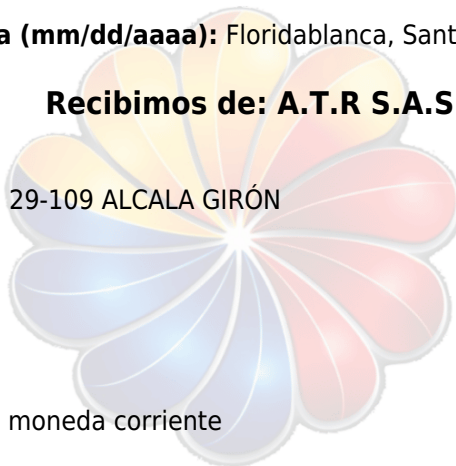 a (mm/dd/aaaa): Floridablanca, Sant
Recibimos de: A.T.R S.A.S
29-109 ALCALA GIRÓN
moneda corriente